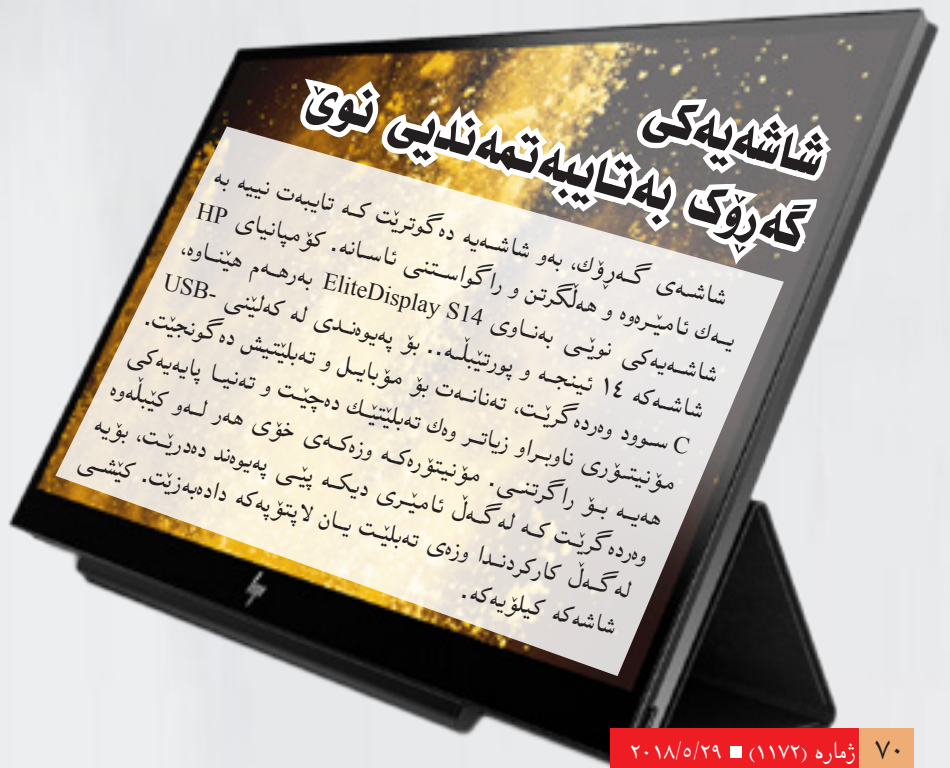 شاشەیەکی
گەڕۆک بەتایبەتمەندیی نوێ
شاشەی گەڕۆك، بەو شاشەیە دەگوترێت کە تایبەت نییە بە
یەك ئامێرەوە و هەڵگرتن و راگواستنی ئاسانە. کۆمپانیای HP
شاشەیەکی نوێی بەناوی EliteDisplay S14 بەرهەم هێناوە،
شاشەکە ١٤ ئینجە و پورتێبڵە.. بۆ پەیوەندی لە کەڵێنی USB-
C سوود وەردەگرێت، تەنانەت بۆ مۆبایل و تەبلێتیش دەگونجێت.
مۆنیتۆری ناوبراو زیاتر وەك تەبلێتێك دەچێت و تەنیا پایەیەکی
هەیە بۆ راگرتنی. مۆنیتۆرەکە وزەکەی خۆی هەر لەو کێبڵەوە
وەردەگرێت کە لەگەڵ ئامێری دیکە پێی پەیوەند دەدرێت، بۆیە
لەگەڵ کارکردندا وزەی تەبلێت یان لاپتۆپەکە دادەبەزێت. کێشی
شاشەکە کیلۆیەکە.
hp
ژمارە (١١٧٢) ■ ٢٠١٨/٥/٢٩ ٧٠